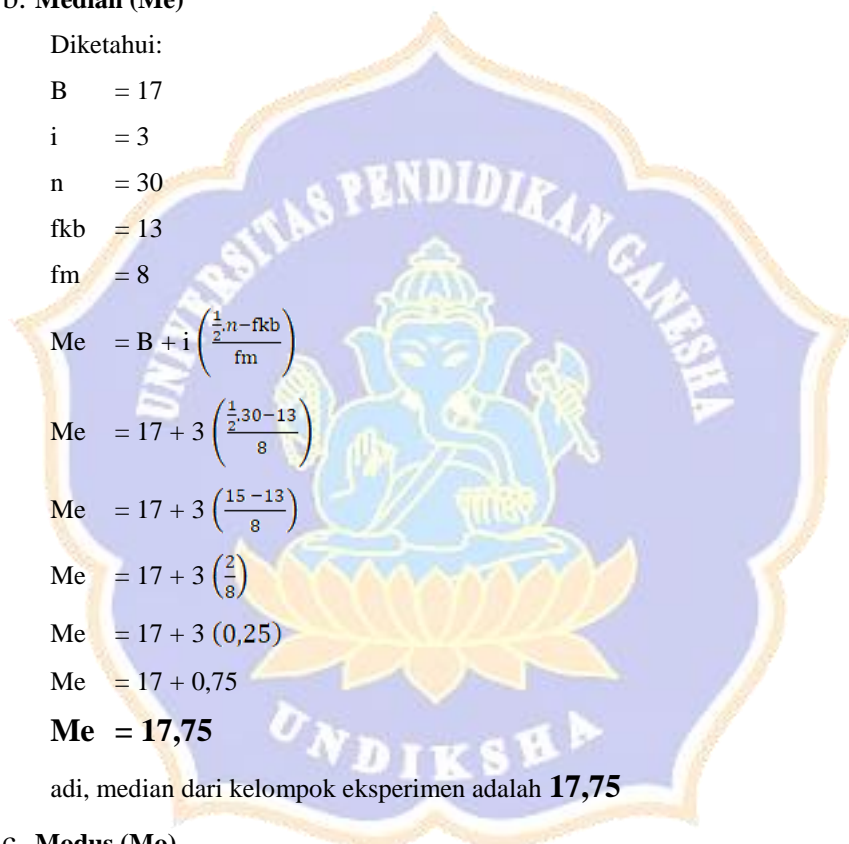 b. Median (Me)
Diketahui:
B = 17
i = 3
n = 30
fkb = 13
fm = 8
Me = B + i (½.n−fkb / fm)
Me = 17 + 3 (½.30−13 / 8)
Me = 17 + 3 (15 −13 / 8)
Me = 17 + 3 (2/8)
Me = 17 + 3 (0,25)
Me = 17 + 0,75
Me = 17,75
adi, median dari kelompok eksperimen adalah 17,75
c. Modus (Mo)
UNIVERSITAS PENDIDIKAN GANESHA
UNDIKSHA